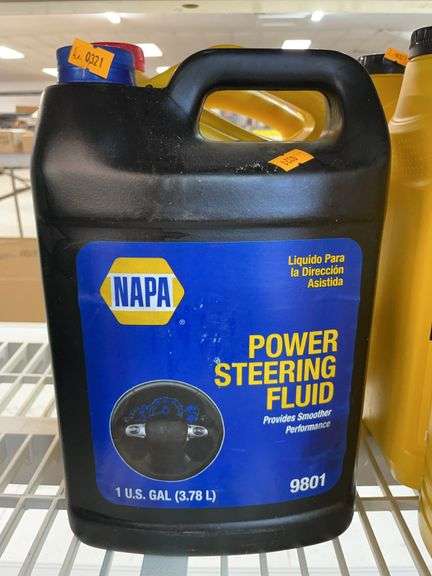 0321
Liquido Para
la Dirección
Asistida
NAPA
®
POWER
STEERING
FLUID
Provides Smoother
Performance
1 U.S. GAL (3.78 L)
9801